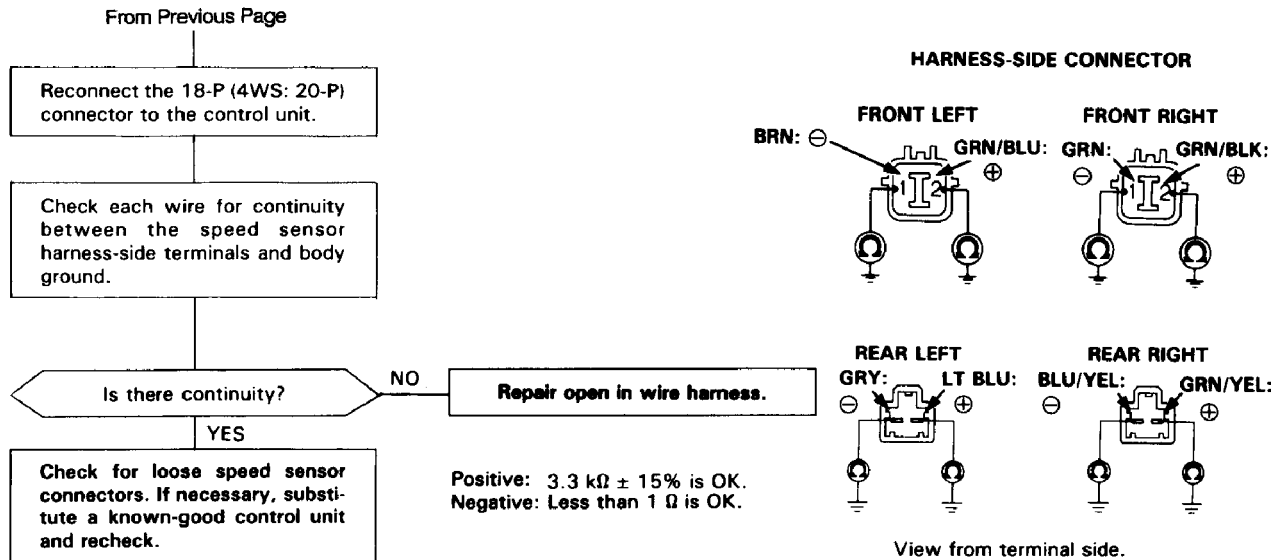 From Previous Page
Reconnect the 18-P (4WS: 20-P)
connector to the control unit.
Check each wire for continuity
between the speed sensor
harness-side terminals and body
ground.
Is there continuity?
NO
Repair open in wire harness.
YES
Check for loose speed sensor
connectors. If necessary, substi-
tute a known-good control unit
and recheck.
Positive: 3.3 kΩ ± 15% is OK.
Negative: Less than 1 Ω is OK.
HARNESS-SIDE CONNECTOR
FRONT LEFT
BRN: ⊖
GRN/BLU:
⊕
1 2
Ω Ω
FRONT RIGHT
GRN:
⊖
GRN/BLK:
⊕
1 2
Ω Ω
REAR LEFT
GRY:
⊖
LT BLU:
⊕
Ω Ω
REAR RIGHT
BLU/YEL:
⊖
GRN/YEL:
⊕
Ω Ω
View from terminal side.